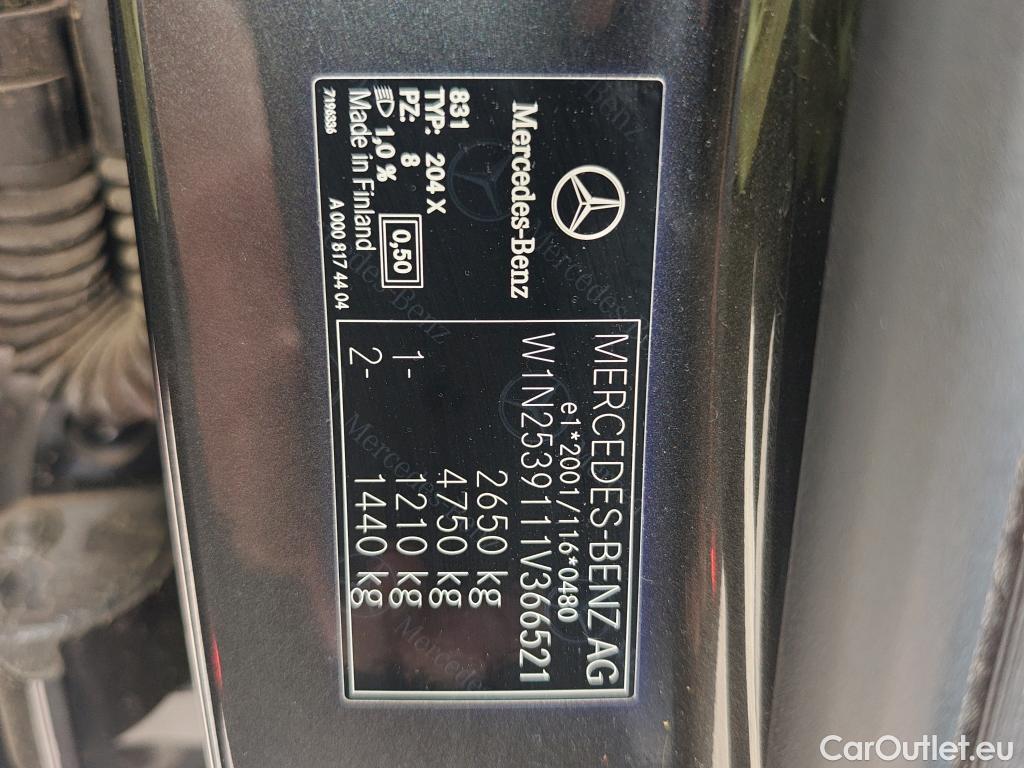 Mercedes-Benz
831
TYP: 204 X
PZ: 8
1,0 %
0,50
Made in Finland
7196896
A 000 817 44 04
MERCEDES-BENZ AG
e1*2001/116*0480
W1N2539111V366521
2650 kg
4750 kg
1- 1210 kg
2- 1440 kg
CarOutlet.eu